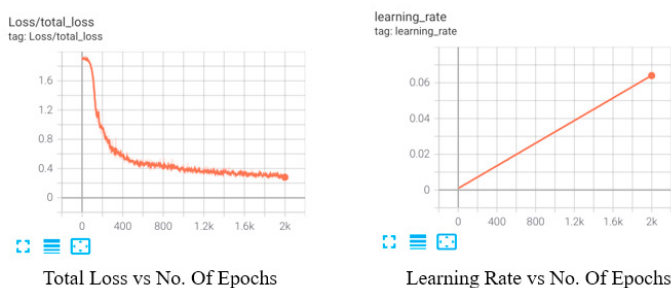 Loss/total_loss
tag: Loss/total_loss
1.6
1.2
0.8
0.4
0
0 400 800 1.2k 1.6k 2k
Total Loss vs No. Of Epochs
learning_rate
tag: learning_rate
0.06
0.04
0.02
0
0 400 800 1.2k 1.6k 2k
Learning Rate vs No. Of Epochs